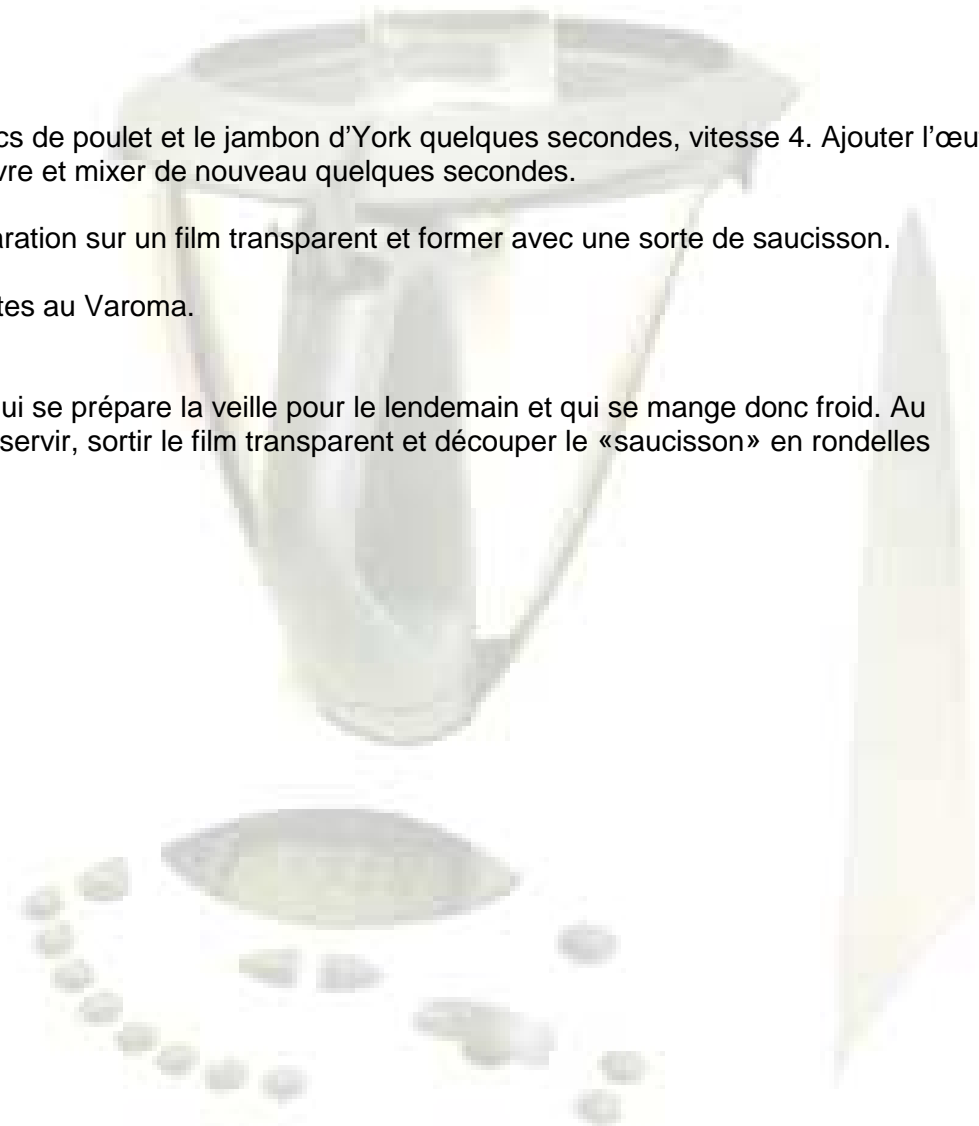 cs de poulet et le jambon d’York quelques secondes, vitesse 4. Ajouter l’œu
vre et mixer de nouveau quelques secondes.
aration sur un film transparent et former avec une sorte de saucisson.
tes au Varoma.
ui se prépare la veille pour le lendemain et qui se mange donc froid. Au
servir, sortir le film transparent et découper le «saucisson» en rondelles